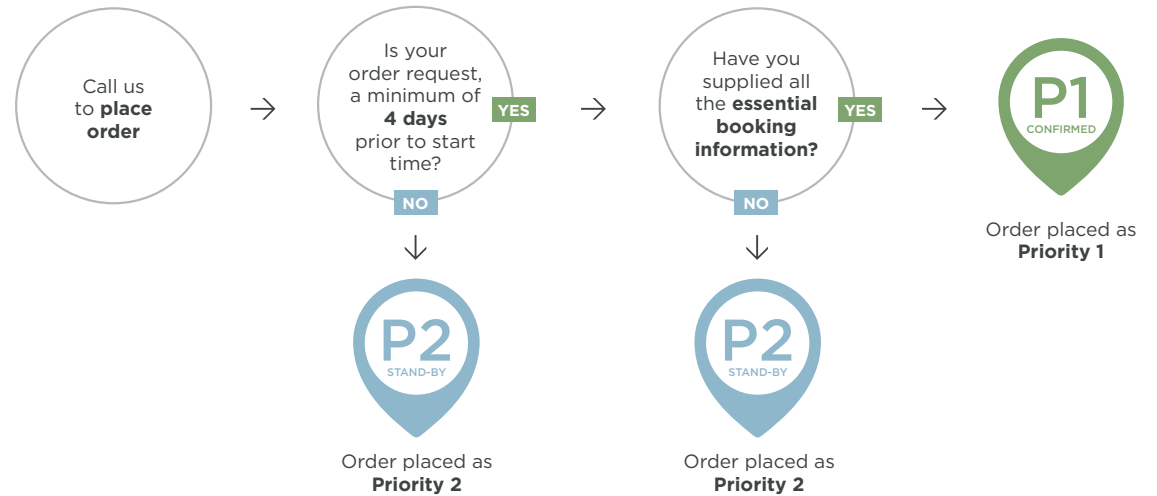 Call us
to place
order
Is your
order request,
a minimum of
4 days
prior to start
time?
YES
NO
Have you
supplied all
the essential
booking
information?
YES
NO
P1
CONFIRMED
Order placed as
Priority 1
P2
STAND-BY
Order placed as
Priority 2
P2
STAND-BY
Order placed as
Priority 2